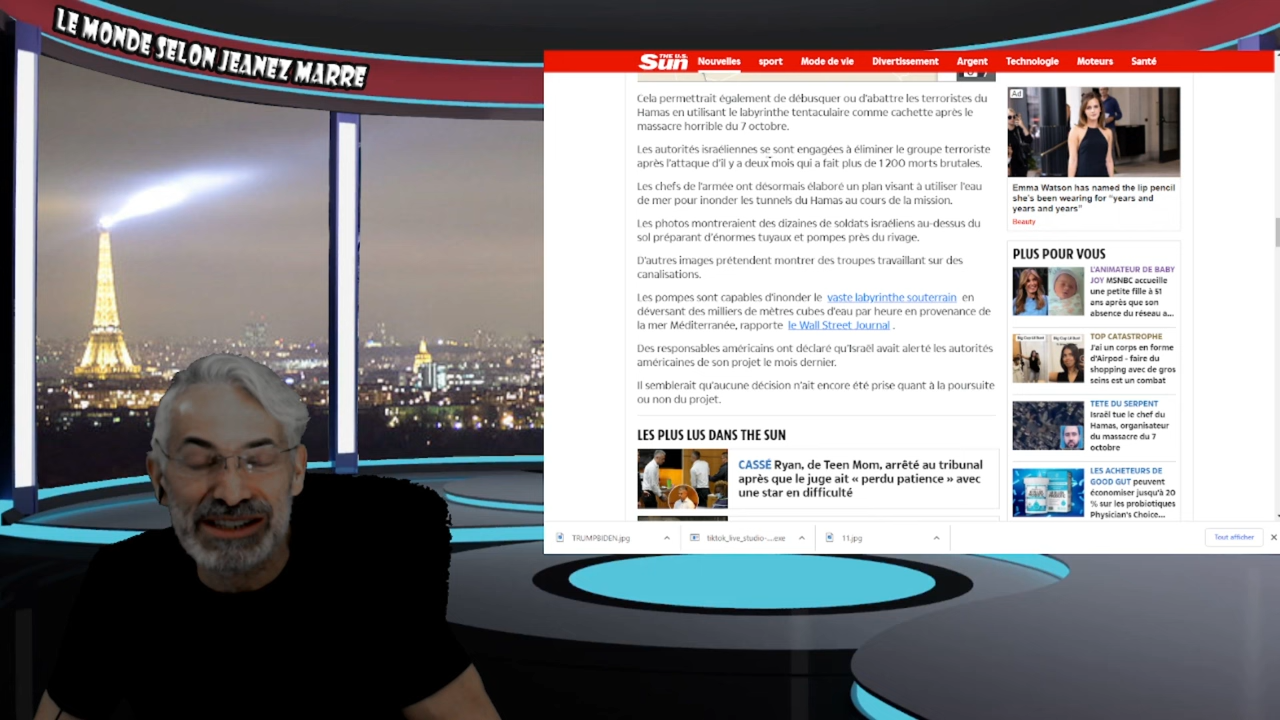 LE MONDE SELON JEANEZ MARRE
THE U.S. Sun Nouvelles sport Mode de vie Divertissement Argent Technologie Moteurs Santé
Cela permettrait également de débusquer ou d'abattre les terroristes du
Hamas en utilisant le labyrinthe tentaculaire comme cachette après le
massacre horrible du 7 octobre.
Les autorités israéliennes se sont engagées à éliminer le groupe terroriste
après l'attaque d'il y a deux mois qui a fait plus de 1 200 morts brutales.
Les chefs de l'armée ont désormais élaboré un plan visant à utiliser l'eau
de mer pour inonder les tunnels du Hamas au cours de la mission.
Les photos montreraient des dizaines de soldats israéliens au-dessus du
sol préparant d'énormes tuyaux et pompes près du rivage.
D'autres images prétendent montrer des troupes travaillant sur des
canalisations.
Les pompes sont capables d'inonder le vaste labyrinthe souterrain en
déversant des milliers de mètres cubes d'eau par heure en provenance de
la mer Méditerranée, rapporte le Wall Street Journal .
Des responsables américains ont déclaré qu'Israël avait alerté les autorités
américaines de son projet le mois dernier.
Il semblerait qu'aucune décision n'ait encore été prise quant à la poursuite
ou non du projet.
LES PLUS LUS DANS THE SUN
CASSÉ Ryan, de Teen Mom, arrêté au tribunal
après que le juge ait « perdu patience » avec
une star en difficulté
Ad
Emma Watson has named the lip pencil
she's been wearing for "years and
years and years"
Beauty
PLUS POUR VOUS
L'ANIMATEUR DE BABY
JOY MSNBC accueille
une petite fille à 51
ans après que son
absence du réseau a...
TOP CATASTROPHE
J'ai un corps en forme
d'Airpod - faire du
shopping avec de gros
seins est un combat
TETE DU SERPENT
Israël tue le chef du
Hamas, organisateur
du massacre du 7
octobre
LES ACHETEURS DE
GOOD GUT peuvent
économiser jusqu'à 20
% sur les probiotiques
Physician's Choice...
TRUMPBIDEN.jpg
tiktok_live_studio-....exe
11.jpg
Tout afficher